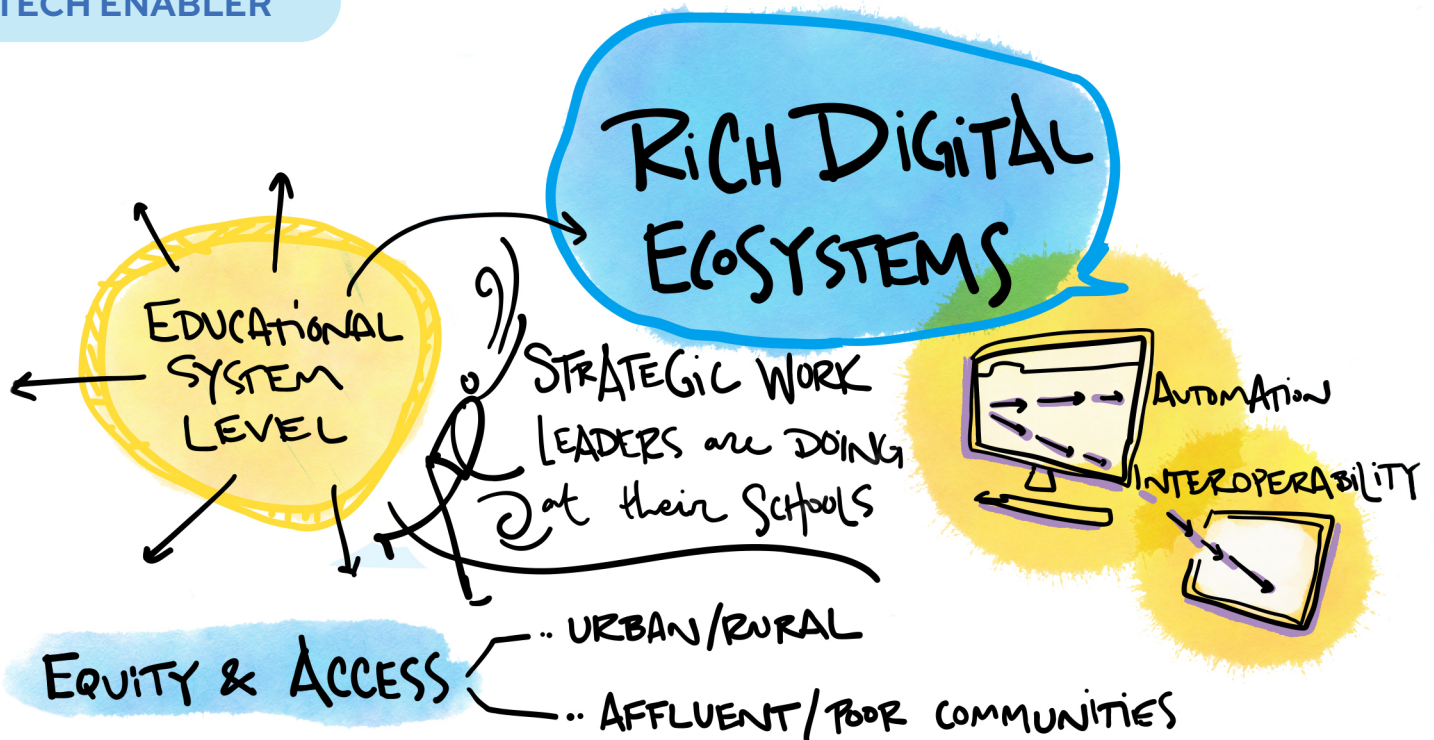 TECH ENABLER
RiCH DiGiTAL
ECOSYSTEMS
EDUCATiONAL
SYSTEM
LEVEL
STRATEGiC WORK
LEADERS are DOING
at their SCHOOLS
AUTOMATION
INTEROPERABiLiTY
EQUiTY & ACCESS
.. URBAN/RURAL
.. AFFLUENT/POOR COMMUNiTiES